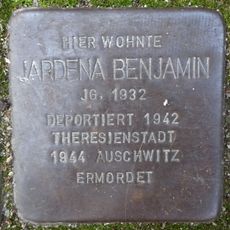 HIER WOHNTE
JARDENA BENJAMIN
JG. 1932
DEPORTIERT 1942
THERESIENSTADT
1944 AUSCHWITZ
ERMORDET